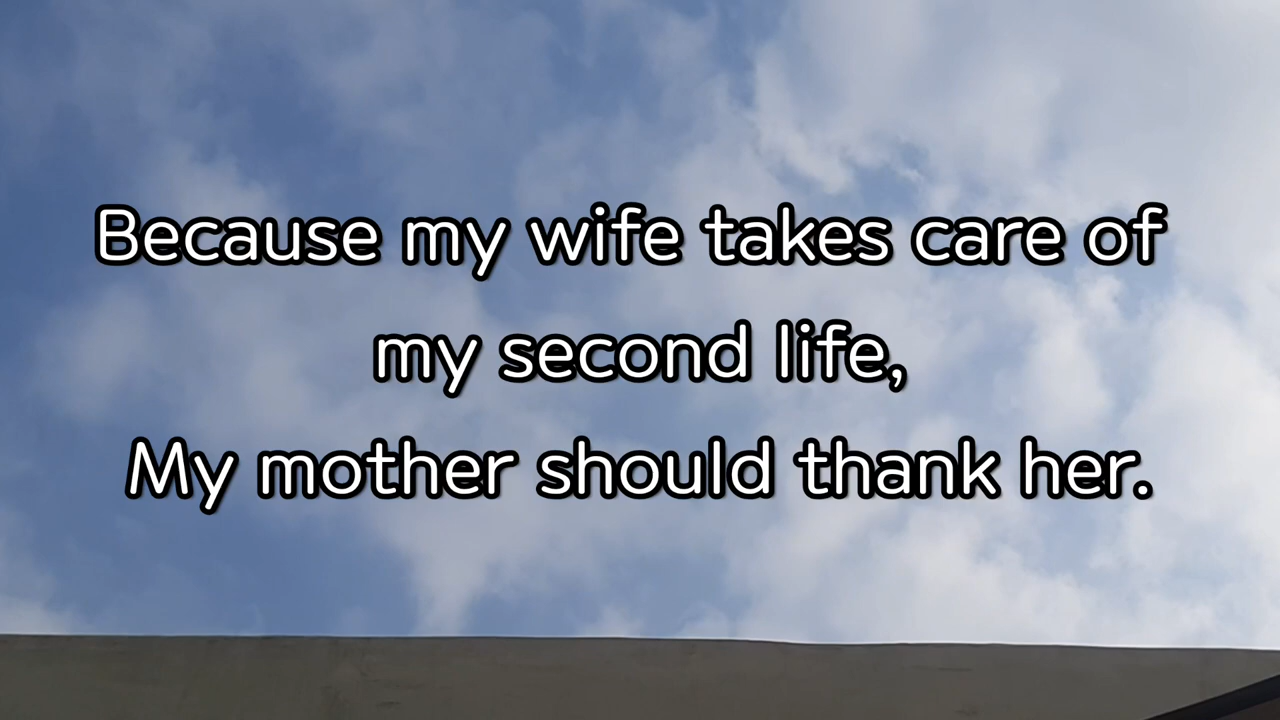 Because my wife takes care of
my second life,
My mother should thank her.